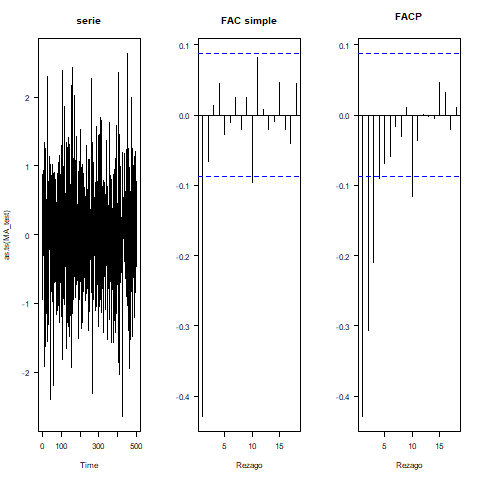 serie
FAC simple
FACP
as.ts(MA_test)
2
1
0
-1
-2
0.1
0.0
-0.1
-0.2
-0.3
-0.4
0.1
0.0
-0.1
-0.2
-0.3
-0.4
0 100 300 500
5 10 15
5 10 15
Time
Rezago
Rezago